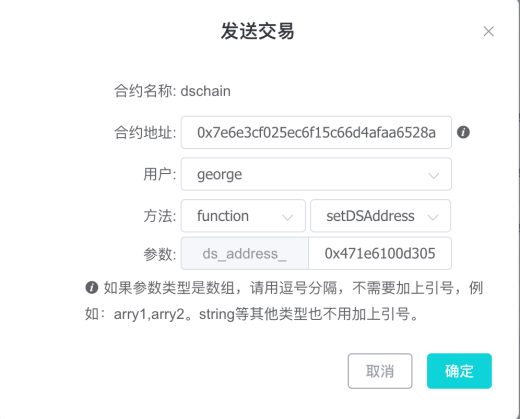 发送交易
合约名称: dschain
合约地址: 0x7e6e3cf025ec6f15c66d4afaa6528a
用户: george
方法: function setDSAddress
参数: ds_address_ 0x471e6100d305
如果参数类型是数组，请用逗号分隔，不需要加上引号，例
如：arry1,arry2。string等其他类型也不用加上引号。
取消 确定